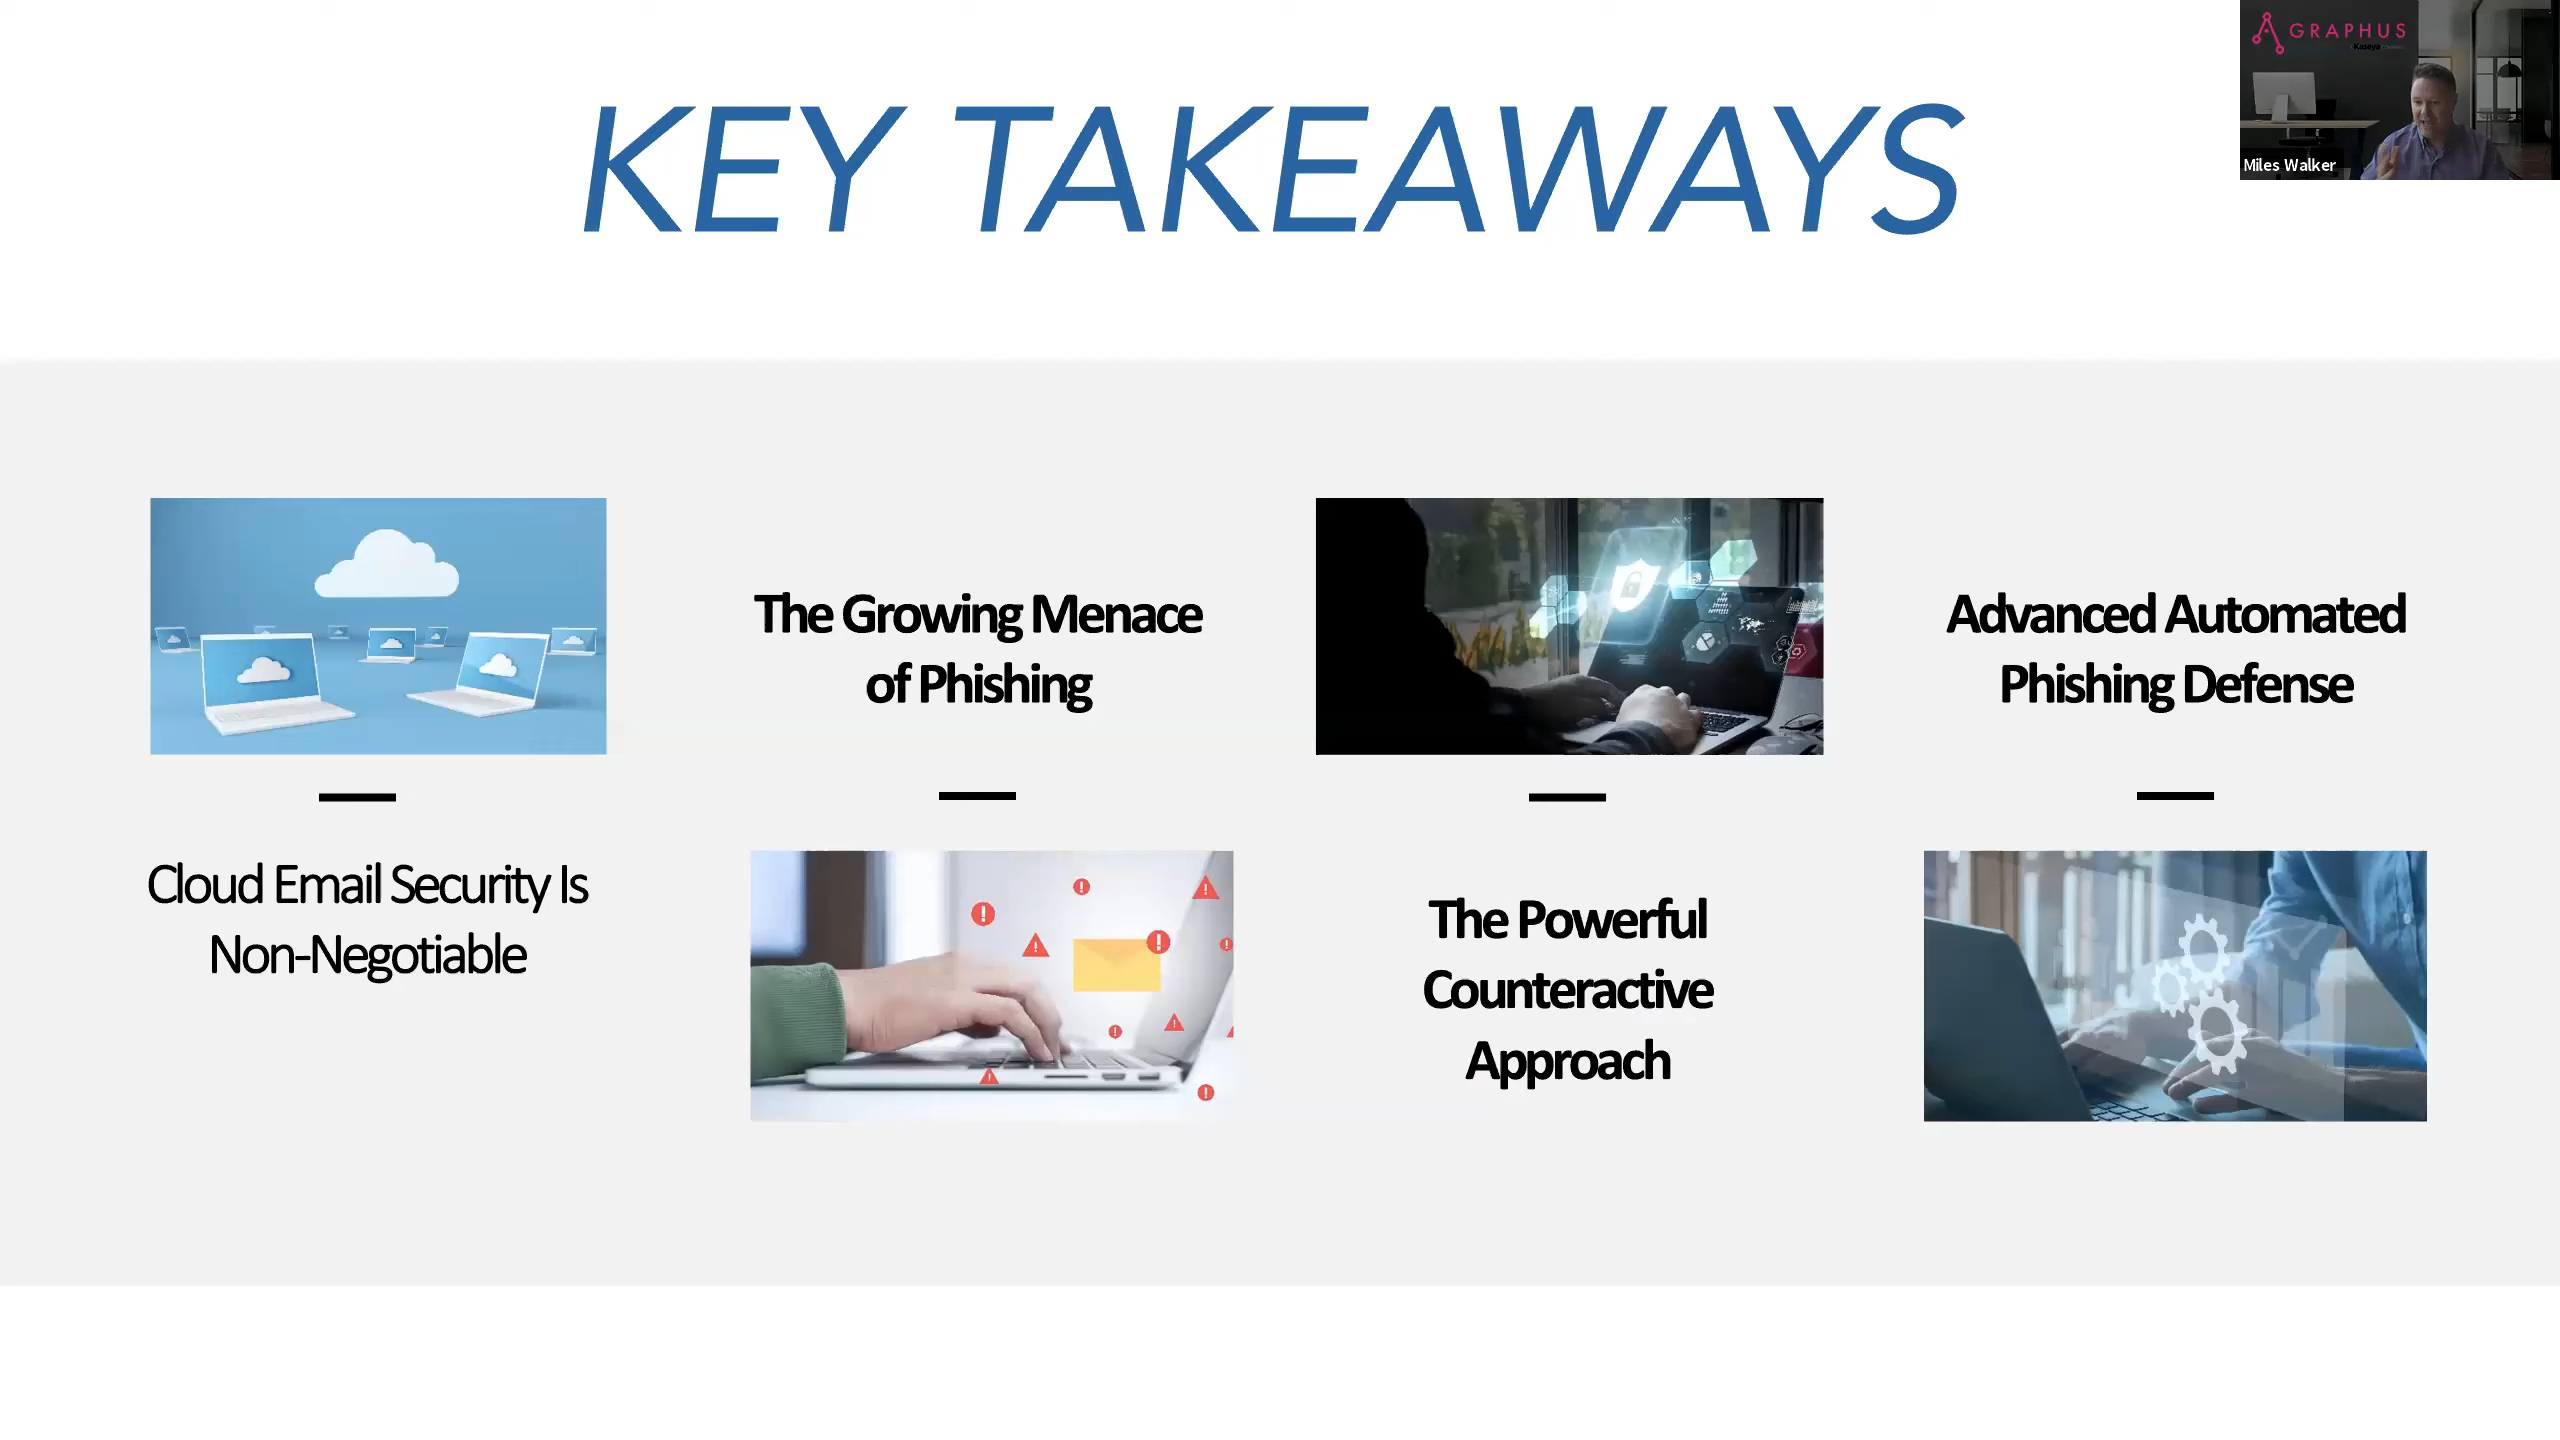 KEY TAKEAWAYS
GRAPHUS
Kaseya
Miles Walker
Cloud Email Security Is
Non-Negotiable
The Growing Menace
of Phishing
The Powerful
Counteractive
Approach
Advanced Automated
Phishing Defense